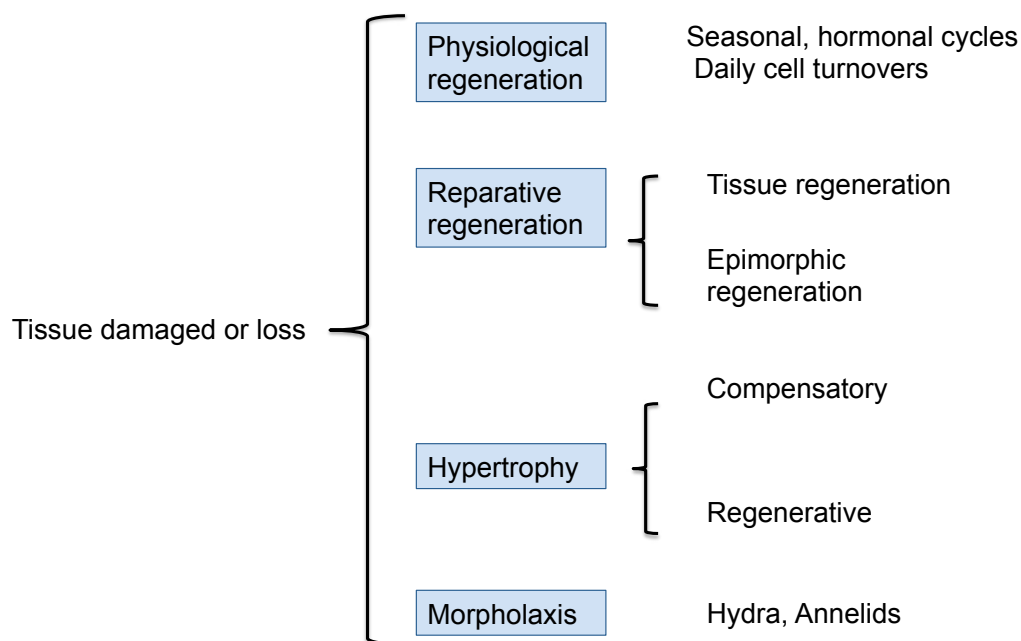 Physiological
regeneration
Seasonal, hormonal cycles
Daily cell turnovers
Reparative
regeneration
Tissue regeneration
Epimorphic
regeneration
Tissue damaged or loss
Compensatory
Hypertrophy
Regenerative
Morpholaxis
Hydra, Annelids